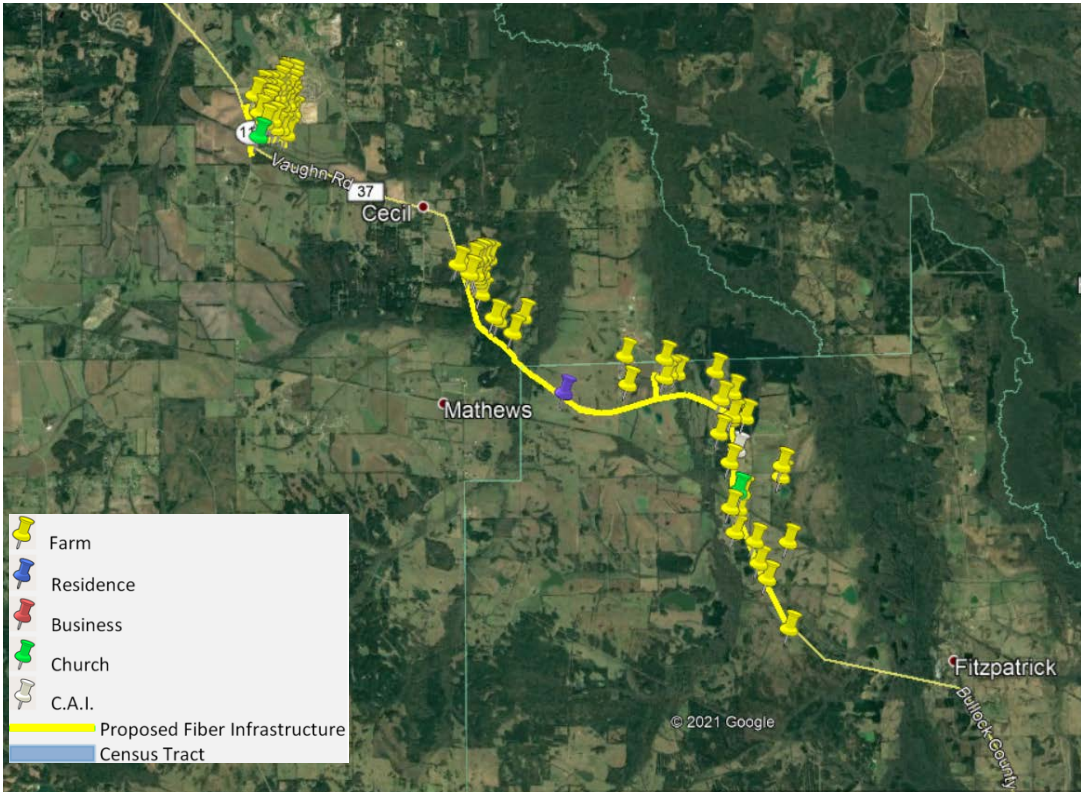 11
Vaughn Rd
37
Cecil
Mathews
Farm
Residence
Business
Church
C.A.I.
Proposed Fiber Infrastructure
Census Tract
© 2021 Google
Fitzpatrick
Bullock County